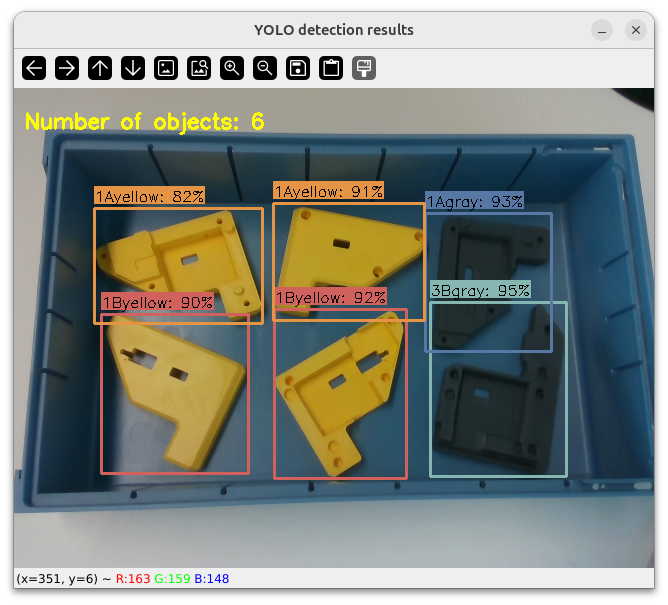 YOLO detection results
Number of objects: 6
1Ayellow: 82%
1Ayellow: 91%
1Agray: 93%
1Byellow: 90%
1Byellow: 92%
3Bgray: 95%
(x=351, y=6) ~ R:163 G:159 B:148